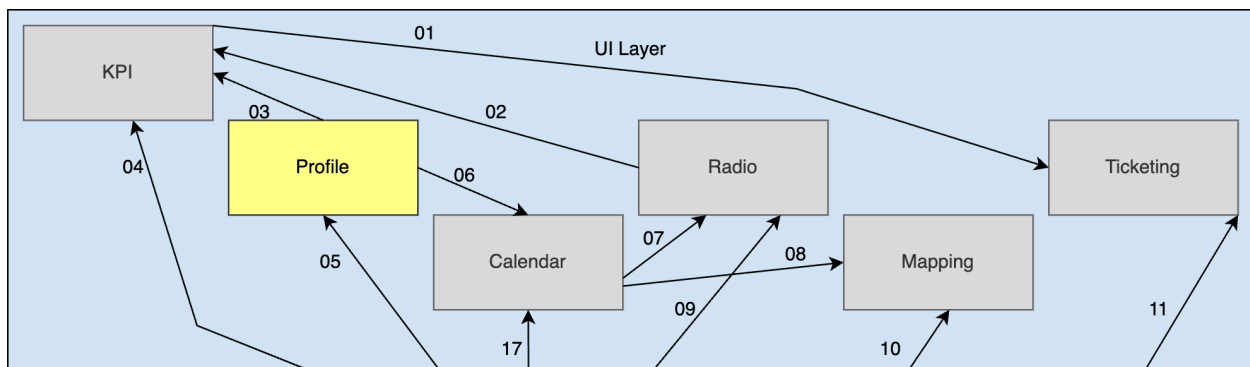 01
UI Layer
KPI
02
03
04
Profile
Radio
Ticketing
06
05
07
Calendar
08
Mapping
09
11
17
10